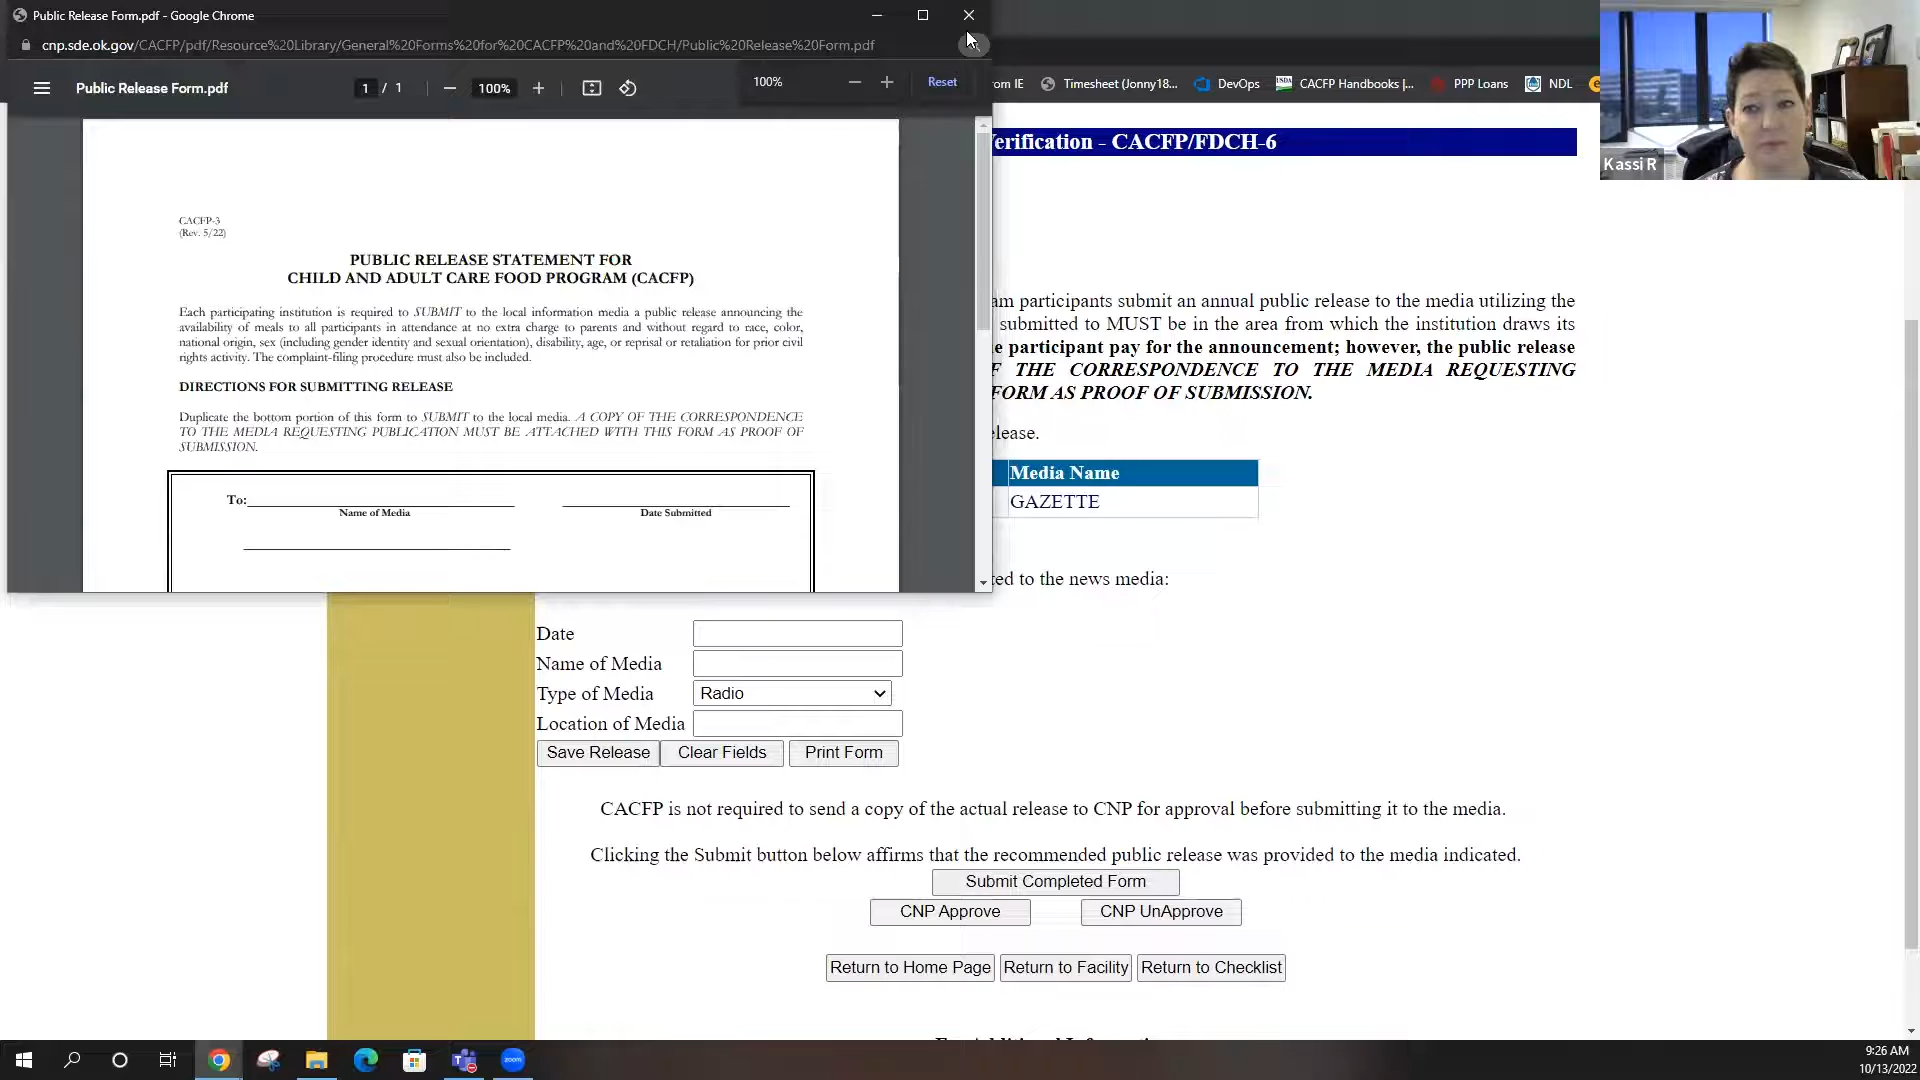 Public Release Form.pdf - Google Chrome
cnp.sde.ok.gov/CACFP/pdf/Resource%20Library/General%20Forms%20for%20CACFP%20and%20FDCH/Public%20Release%20Form.pdf
Public Release Form.pdf
1 / 1
100%
100%
Reset
om IE
Timesheet (Jonny18...
DevOps
CACFP Handbooks |...
PPP Loans
NDL
Kassi R
CACFP-3
(Rev. 5/22)
PUBLIC RELEASE STATEMENT FOR
CHILD AND ADULT CARE FOOD PROGRAM (CACFP)
Each participating institution is required to SUBMIT to the local information media a public release announcing the
availability of meals to all participants in attendance at no extra charge to parents and without regard to race, color,
national origin, sex (including gender identity and sexual orientation), disability, age, or reprisal or retaliation for prior civil
rights activity. The complaint-filing procedure must also be included.
DIRECTIONS FOR SUBMITTING RELEASE
Duplicate the bottom portion of this form to SUBMIT to the local media. A COPY OF THE CORRESPONDENCE
TO THE MEDIA REQUESTING PUBLICATION MUST BE ATTACHED WITH THIS FORM AS PROOF OF
SUBMISSION.
To:
Name of Media
Date Submitted
erification - CACFP/FDCH-6
am participants submit an annual public release to the media utilizing the
submitted to MUST be in the area from which the institution draws its
e participant pay for the announcement; however, the public release
F THE CORRESPONDENCE TO THE MEDIA REQUESTING
FORM AS PROOF OF SUBMISSION.
elease.
Media Name
GAZETTE
ted to the news media:
Date
Name of Media
Type of Media Radio
Location of Media
Save Release Clear Fields Print Form
CACFP is not required to send a copy of the actual release to CNP for approval before submitting it to the media.
Clicking the Submit button below affirms that the recommended public release was provided to the media indicated.
Submit Completed Form
CNP Approve CNP UnApprove
Return to Home Page Return to Facility Return to Checklist
zoom
9:26 AM
10/13/2022